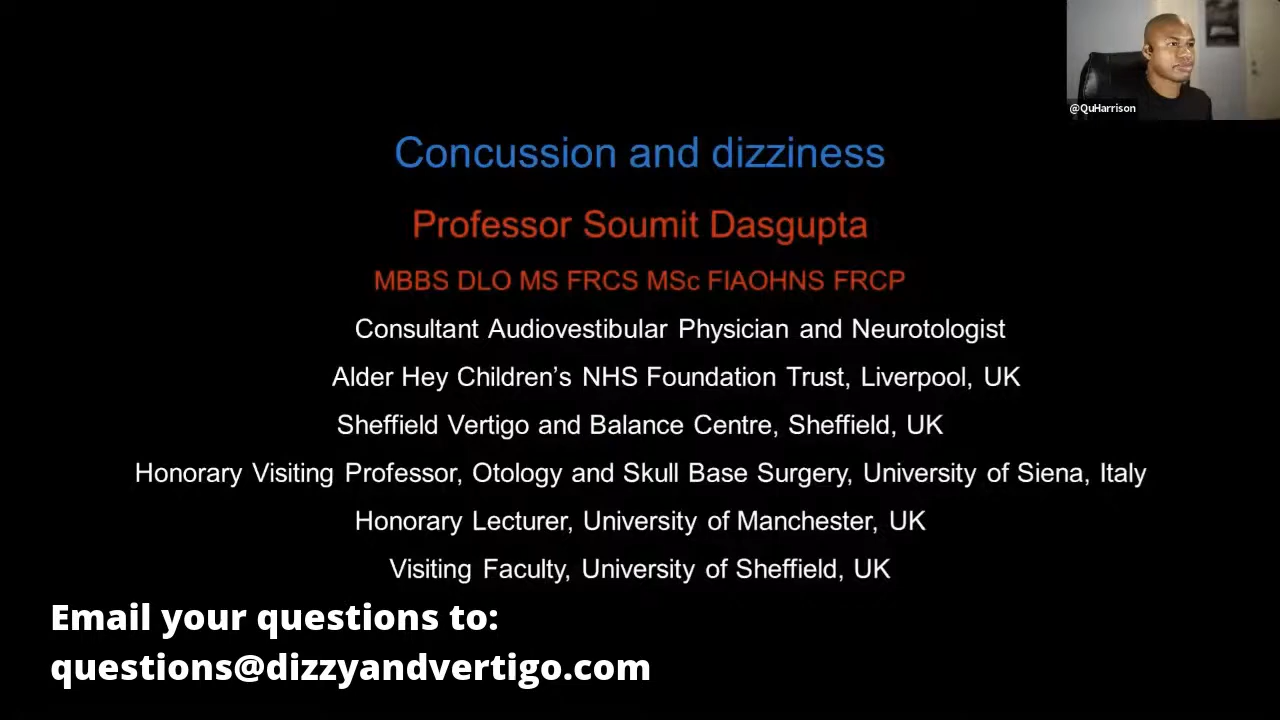 @QuHarrison
Concussion and dizziness
Professor Soumit Dasgupta
MBBS DLO MS FRCS MSc FIAOHNS FRCP
Consultant Audiovestibular Physician and Neurotologist
Alder Hey Children’s NHS Foundation Trust, Liverpool, UK
Sheffield Vertigo and Balance Centre, Sheffield, UK
Honorary Visiting Professor, Otology and Skull Base Surgery, University of Siena, Italy
Honorary Lecturer, University of Manchester, UK
Visiting Faculty, University of Sheffield, UK
Email your questions to:
questions@dizzyandvertigo.com